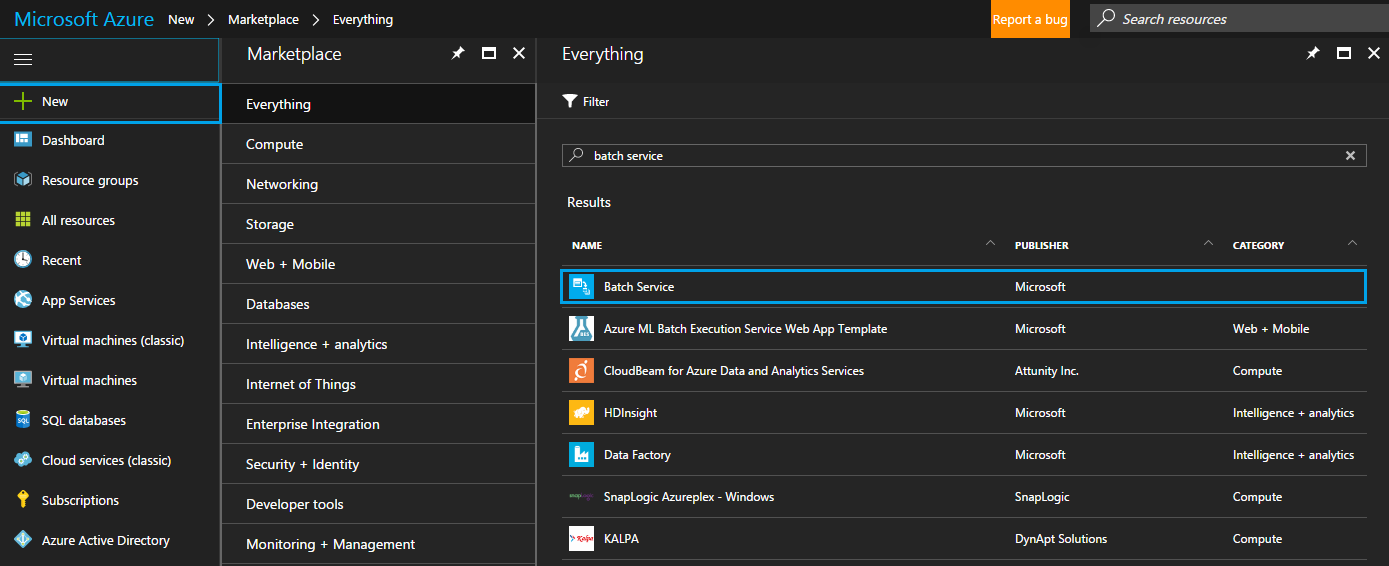 Microsoft Azure New > Marketplace > Everything Report a bug Search resources
New
Dashboard
Resource groups
All resources
Recent
App Services
Virtual machines (classic)
Virtual machines
SQL databases
Cloud services (classic)
Subscriptions
Azure Active Directory
Marketplace
Everything
Compute
Networking
Storage
Web + Mobile
Databases
Intelligence + analytics
Internet of Things
Enterprise Integration
Security + Identity
Developer tools
Monitoring + Management
Everything
Filter
batch service
Results
NAME PUBLISHER CATEGORY
Batch Service Microsoft
Azure ML Batch Execution Service Web App Template Microsoft Web + Mobile
CloudBeam for Azure Data and Analytics Services Attunity Inc. Compute
HDInsight Microsoft Intelligence + analytics
Data Factory Microsoft Intelligence + analytics
SnapLogic Azureplex - Windows SnapLogic Compute
KALPA DynApt Solutions Compute